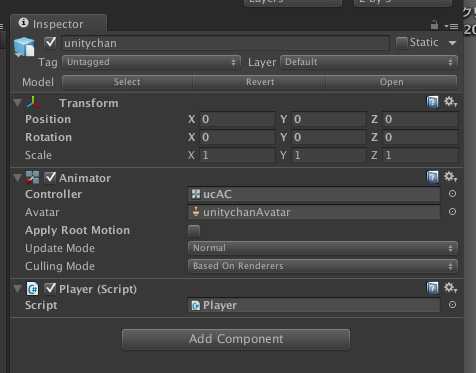 Layers
2 by 3
Inspector
unitychan
Static
Tag Untagged Layer Default
Model Select Revert Open
Transform
Position X 0 Y 0 Z 0
Rotation X 0 Y 0 Z 0
Scale X 1 Y 1 Z 1
Animator
Controller ucAC
Avatar unitychanAvatar
Apply Root Motion
Update Mode Normal
Culling Mode Based On Renderers
Player (Script)
Script Player
Add Component